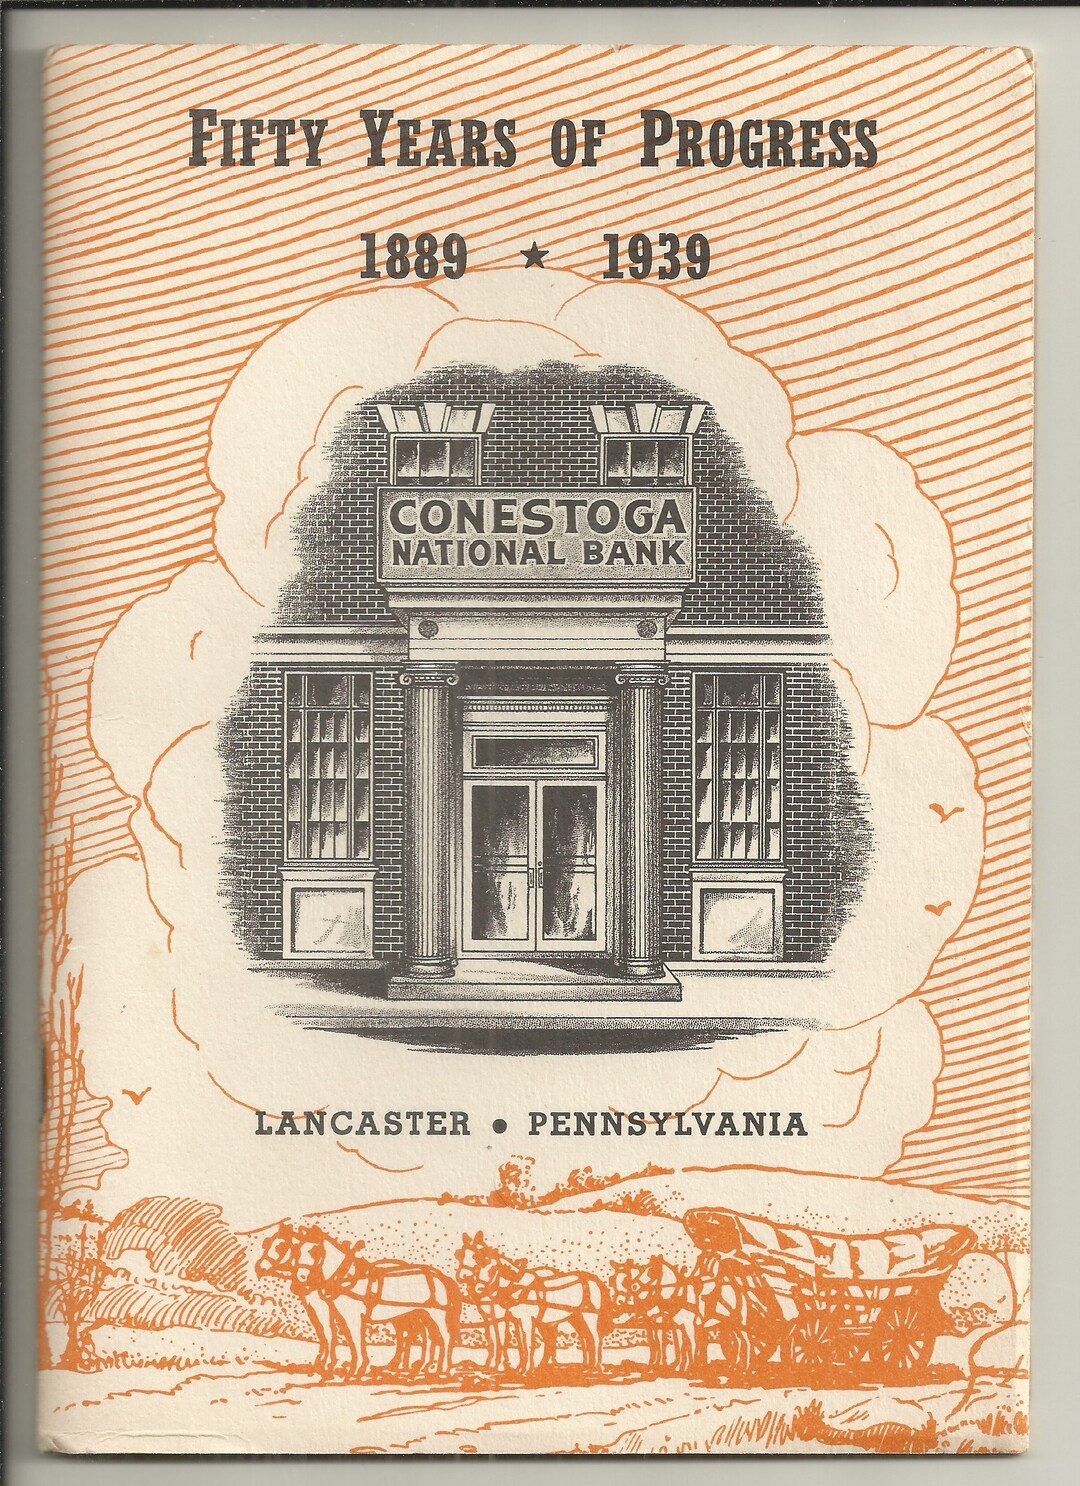 FIFTY YEARS OF PROGRESS
1889 ★ 1939
CONESTOGA
NATIONAL BANK
LANCASTER • PENNSYLVANIA